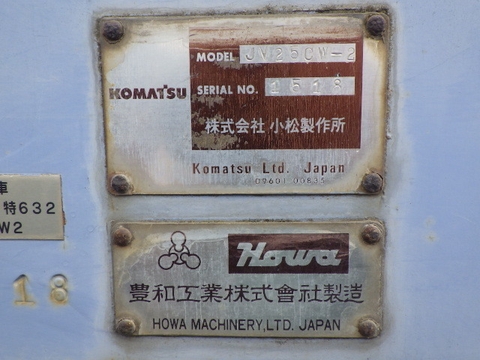 KOMATSU
MODEL JV25CW-2
SERIAL NO. 1518
株式会社 小松製作所
Komatsu Ltd. Japan
09601-00835
車
特632
W2
18
Howa
豊和工業株式會社製造
HOWA MACHINERY,LTD. JAPAN